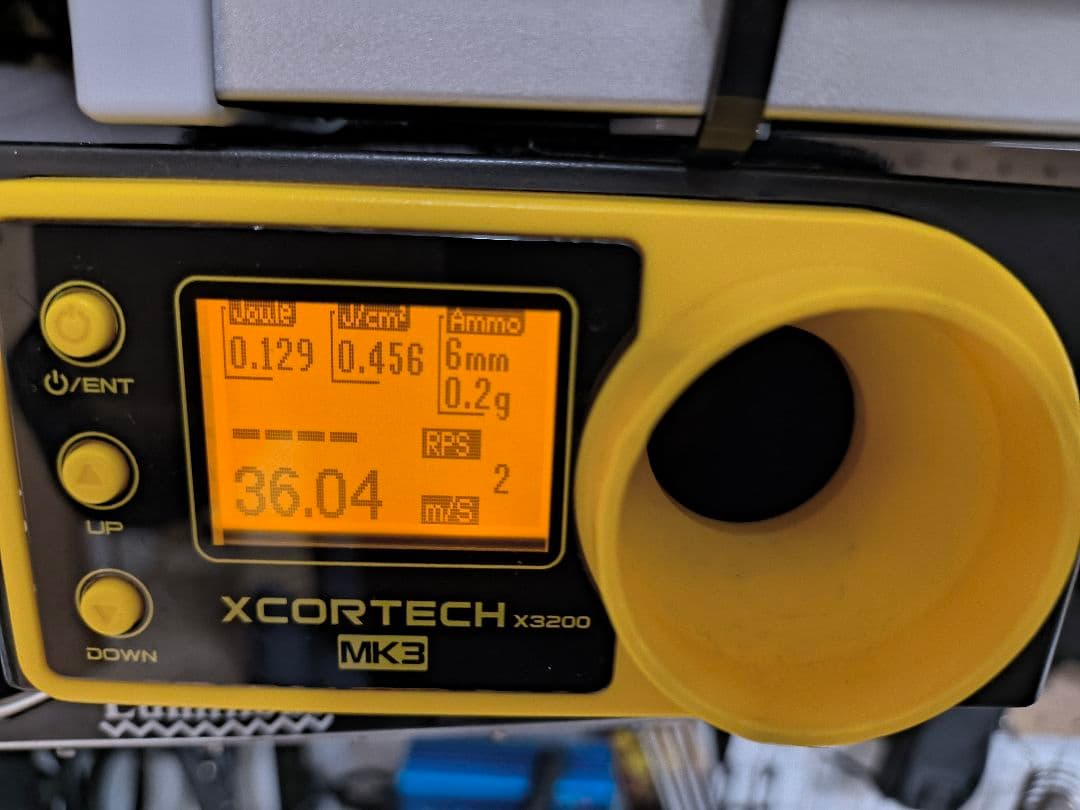 Joule J/cm² Ammo
0.129 0.456 6mm
0.2g
---- RPS
2
36.04 m/S
⏻/ENT
UP
DOWN
XCORTECH X3200
MK3